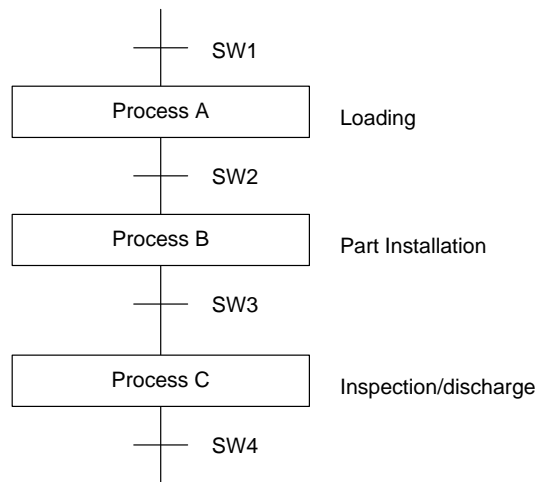 SW1
Process A
Loading
SW2
Process B
Part Installation
SW3
Process C
Inspection/discharge
SW4